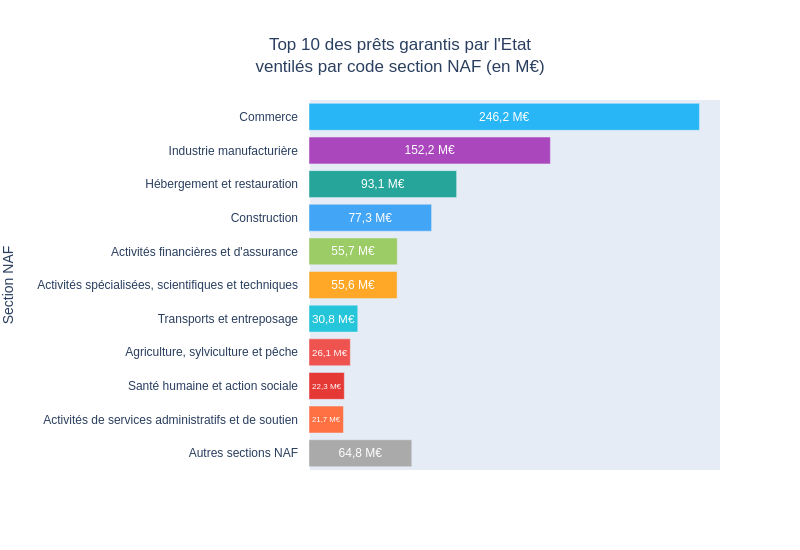 Top 10 des prêts garantis par l'Etat
ventilés par code section NAF (en M€)
Section NAF
Commerce 246,2 M€
Industrie manufacturière 152,2 M€
Hébergement et restauration 93,1 M€
Construction 77,3 M€
Activités financières et d'assurance 55,7 M€
Activités spécialisées, scientifiques et techniques 55,6 M€
Transports et entreposage 30,8 M€
Agriculture, sylviculture et pêche 26,1 M€
Santé humaine et action sociale 22,3 M€
Activités de services administratifs et de soutien 21,7 M€
Autres sections NAF 64,8 M€